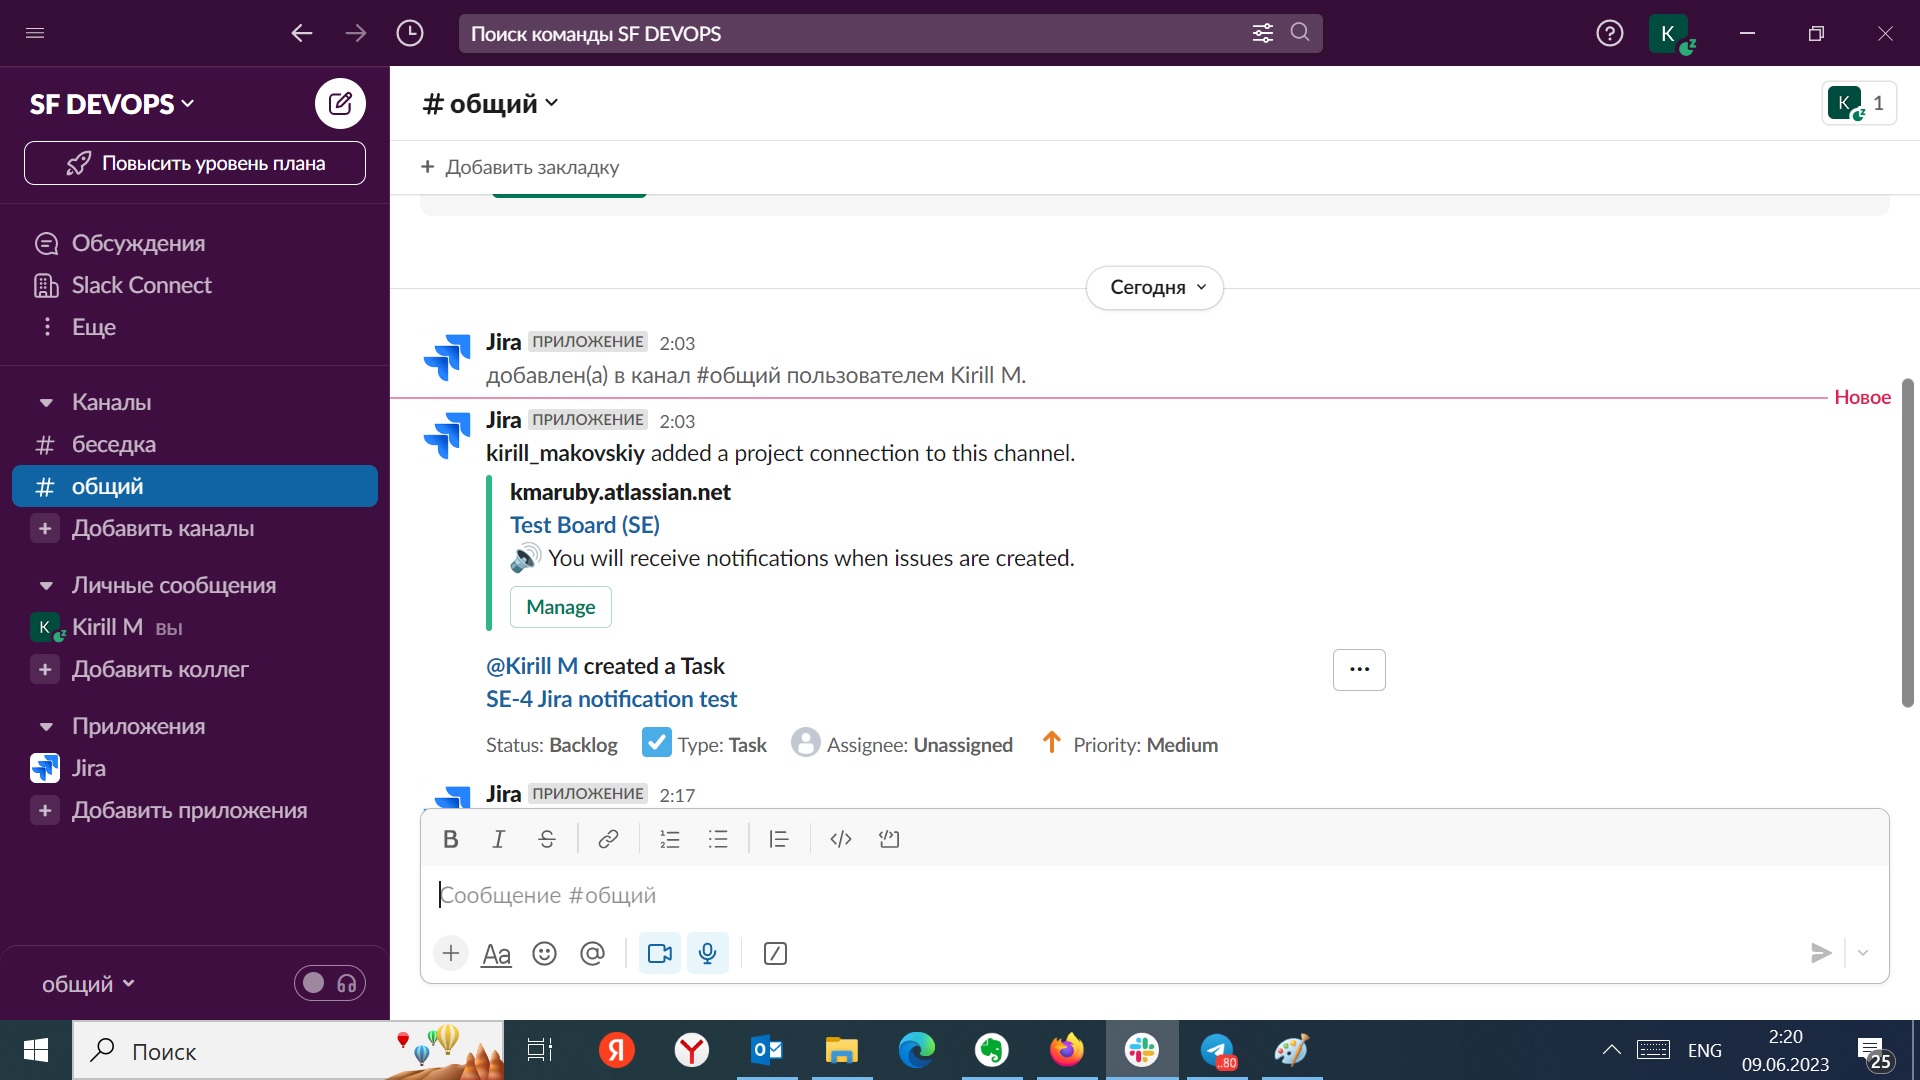 Поиск команды SF DEVOPS
K
SF DEVOPS
# общий
K 1
Повысить уровень плана
+ Добавить закладку
Обсуждения
Slack Connect
Еще
Сегодня
Jira ПРИЛОЖЕНИЕ 2:03
добавлен(а) в канал #общий пользователем Kirill M.
Новое
Каналы
# беседка
# общий
+ Добавить каналы
Личные сообщения
K Kirill M вы
+ Добавить коллег
Приложения
Jira
+ Добавить приложения
общий
Jira ПРИЛОЖЕНИЕ 2:03
kirill_makovskiy added a project connection to this channel.
kmaruby.atlassian.net
Test Board (SE)
You will receive notifications when issues are created.
Manage
@Kirill M created a Task
SE-4 Jira notification test
Status: Backlog Type: Task Assignee: Unassigned Priority: Medium
Jira ПРИЛОЖЕНИЕ 2:17
B I S
Сообщение #общий
+ Aa @
Поиск
Я Y O ..80
ENG
2:20
09.06.2023
25